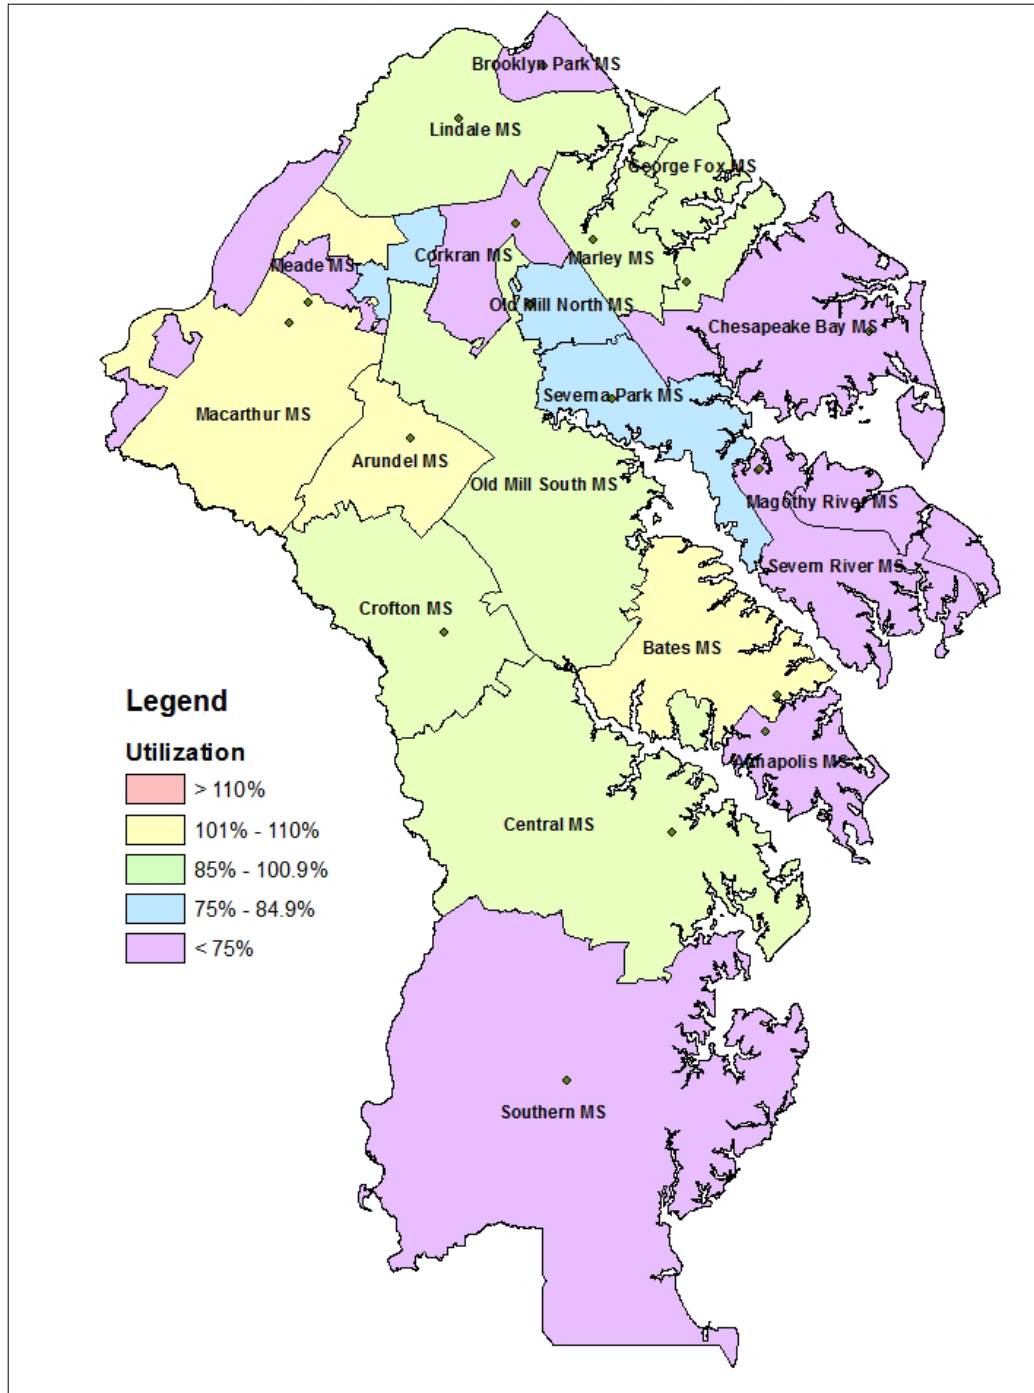 Brooklyn Park MS
Lindale MS
George Fox MS
Corkran MS
Marley MS
Meade MS
Old Mill North MS
Chesapeake Bay MS
Severna Park MS
Macarthur MS
Arundel MS
Old Mill South MS
Magothy River MS
Severn River MS
Crofton MS
Bates MS
Annapolis MS
Central MS
Southern MS
Legend
Utilization
> 110%
101% - 110%
85% - 100.9%
75% - 84.9%
< 75%